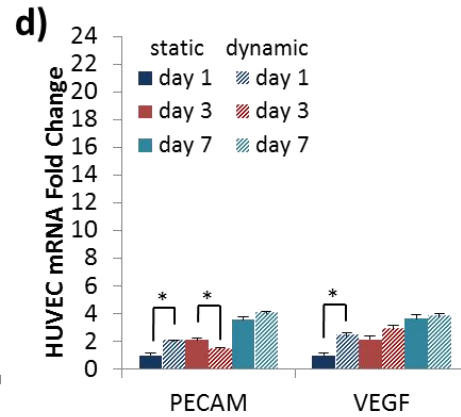 d)
HUVEC mRNA Fold Change
24
22
20
18
16
14
12
10
8
6
4
2
0
static dynamic
day 1 day 1
day 3 day 3
day 7 day 7
* * *
PECAM VEGF